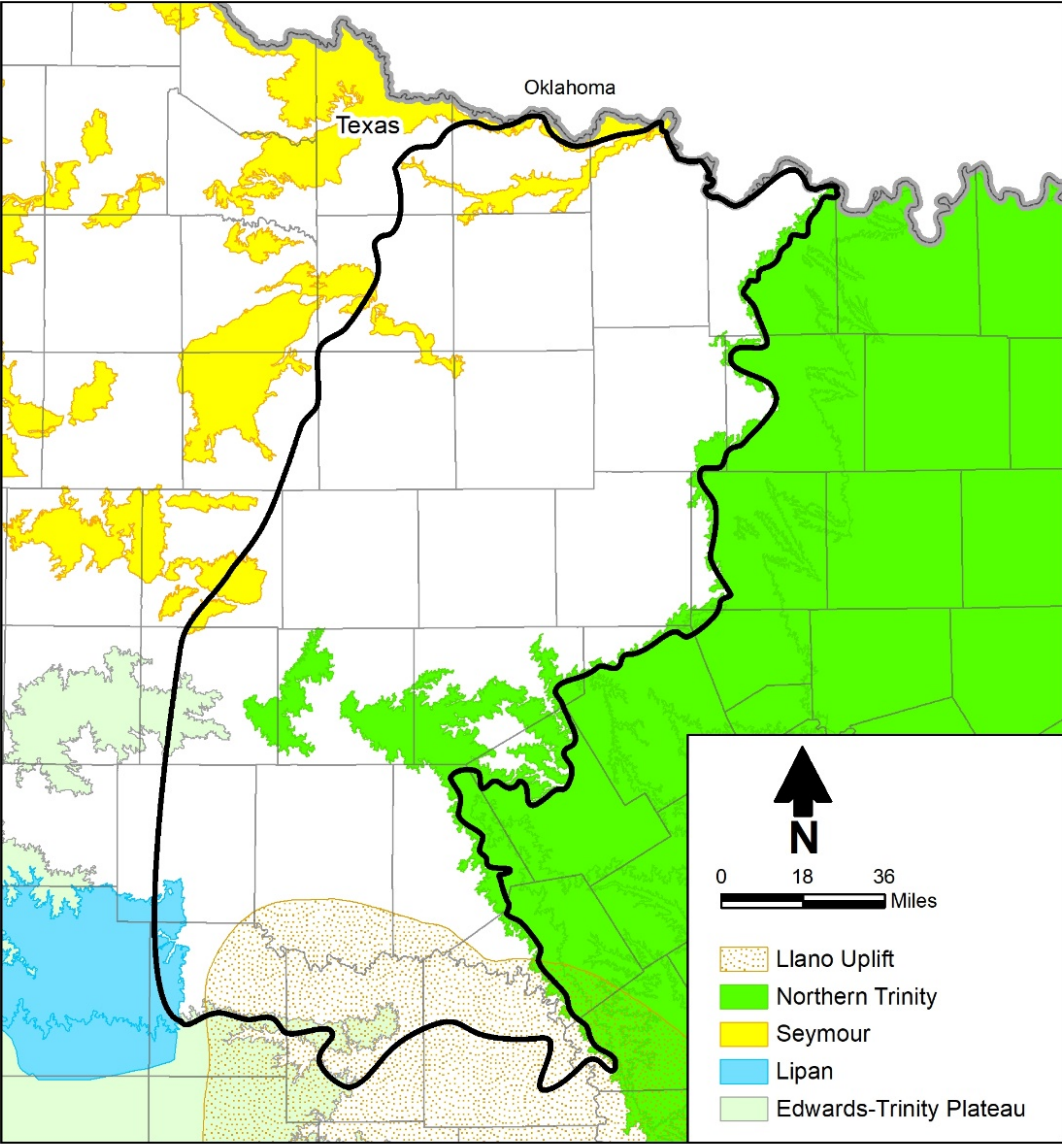 Oklahoma
Texas
N
0 18 36
Miles
Llano Uplift
Northern Trinity
Seymour
Lipan
Edwards-Trinity Plateau